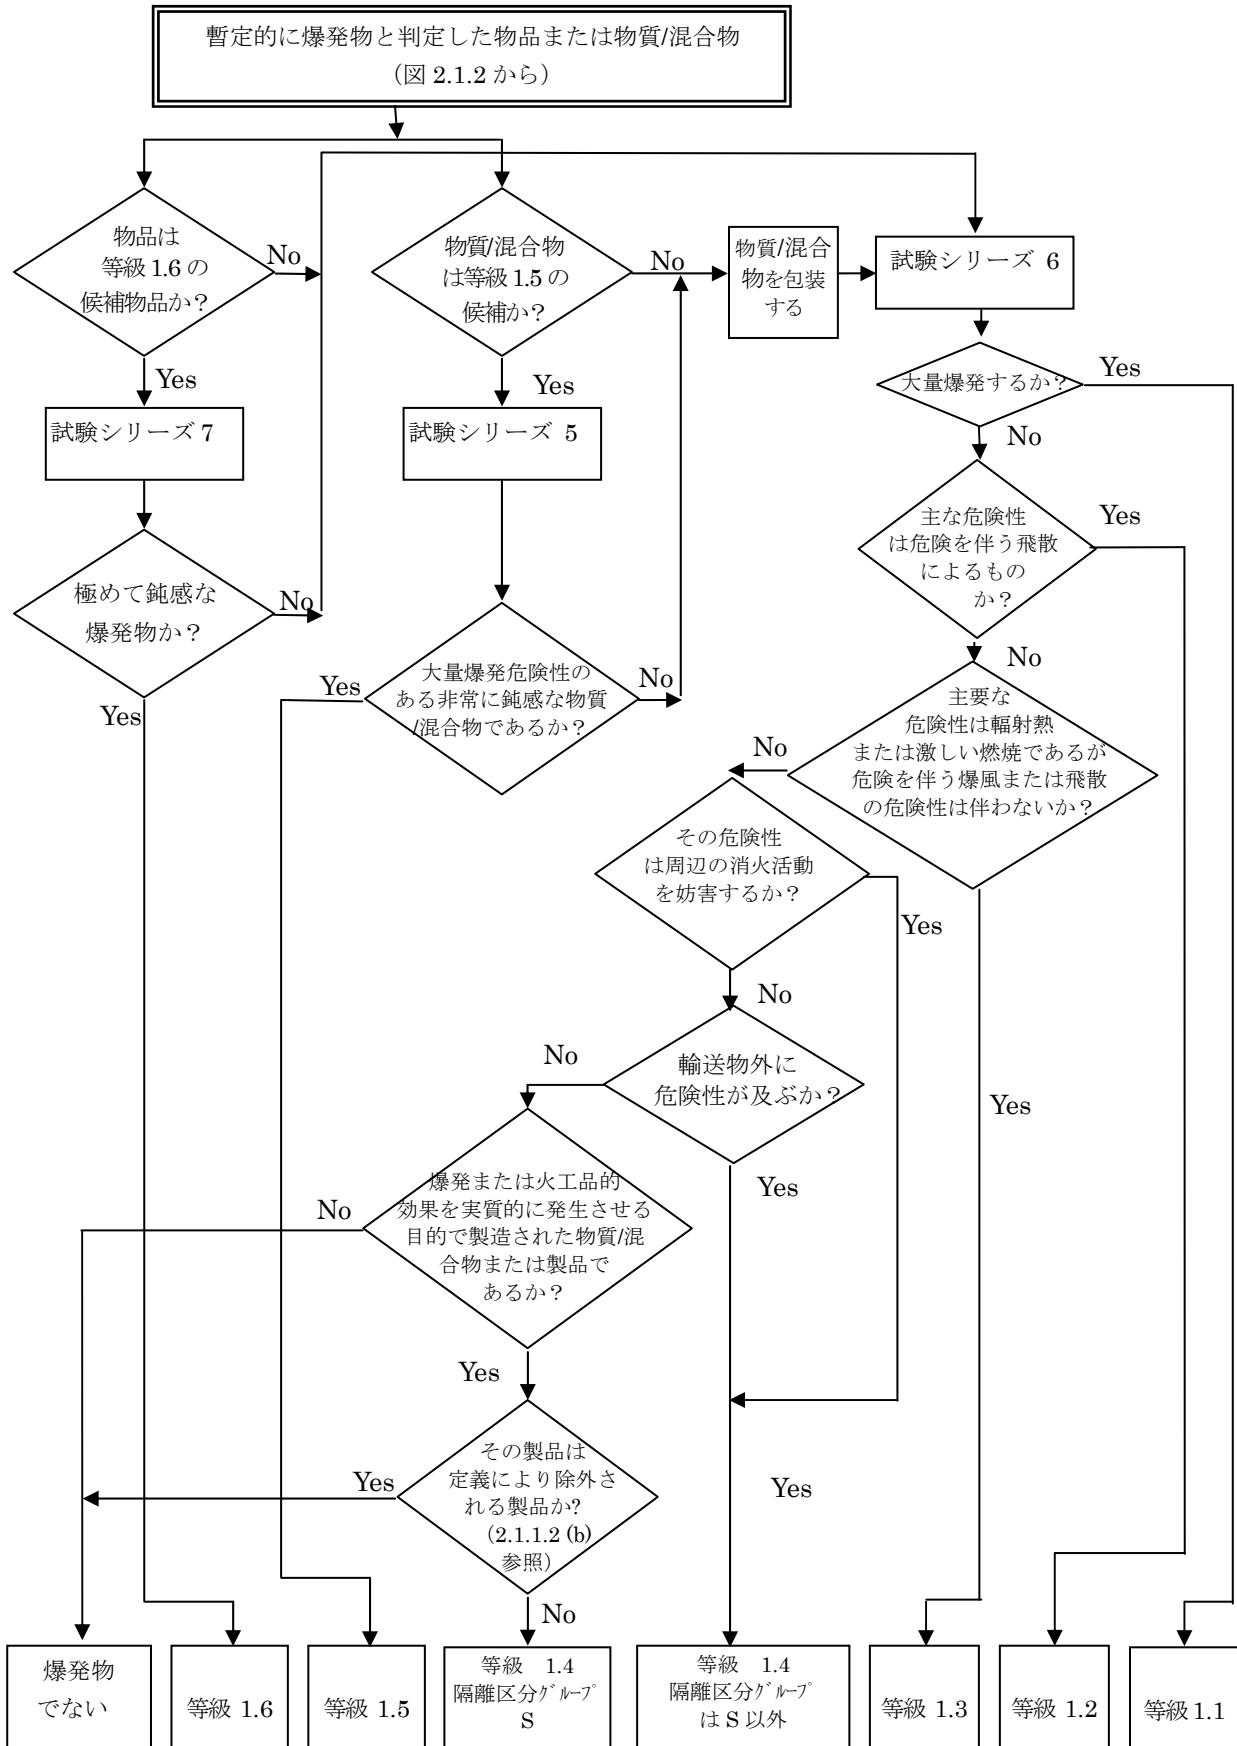 暫定的に爆発物と判定した物品または物質/混合物
（図 2.1.2 から）
物品は
等級 1.6 の
候補物品か？
No
物質/混合物
は等級 1.5 の
候補か？
No
物質/混合
物を包装
する
試験シリーズ 6
Yes
Yes
大量爆発するか？
Yes
試験シリーズ 7
試験シリーズ 5
No
主な危険性
は危険を伴う飛散
によるもの
か？
Yes
極めて鈍感な
爆発物か？
No
大量爆発危険性の
ある非常に鈍感な物質
/混合物であるか？
Yes
No
No
主要な
危険性は輻射熱
または激しい燃焼であるが
危険を伴う爆風または飛散
の危険性は伴わないか？
Yes
No
その危険性
は周辺の消火活動
を妨害するか？
Yes
No
輸送物外に
危険性が及ぶか？
No
Yes
Yes
爆発または火工品的
効果を実質的に発生させる
目的で製造された物質/混
合物または製品で
あるか？
No
Yes
その製品は
定義により除外さ
れる製品か?
（2.1.1.2 (b)
参照）
Yes
Yes
No
爆発物
でない
等級 1.6
等級 1.5
等級 1.4
隔離区分グループ
S
等級 1.4
隔離区分グループ
は S 以外
等級 1.3
等級 1.2
等級 1.1